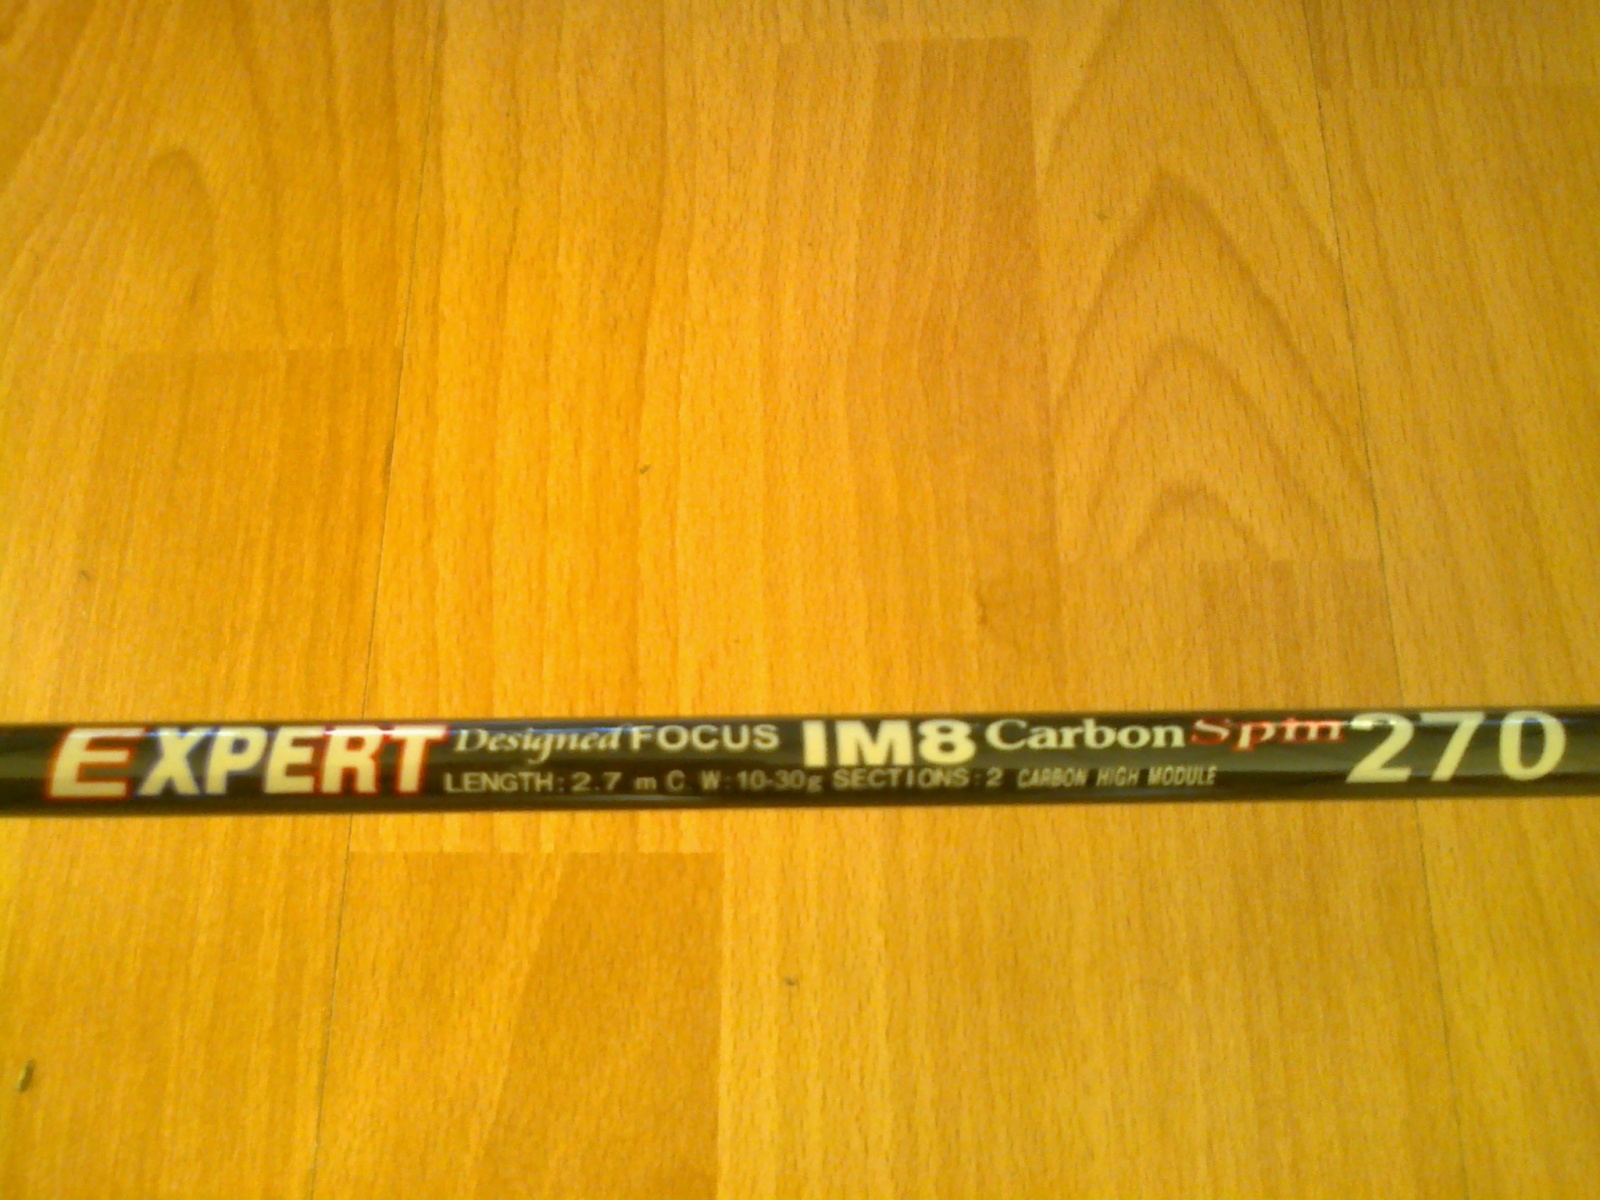 EXPERT Designed FOCUS IM8 Carbon Spin 270
LENGTH: 2.7 m C.W:10-30g SECTIONS:2 CARBON HIGH MODULE